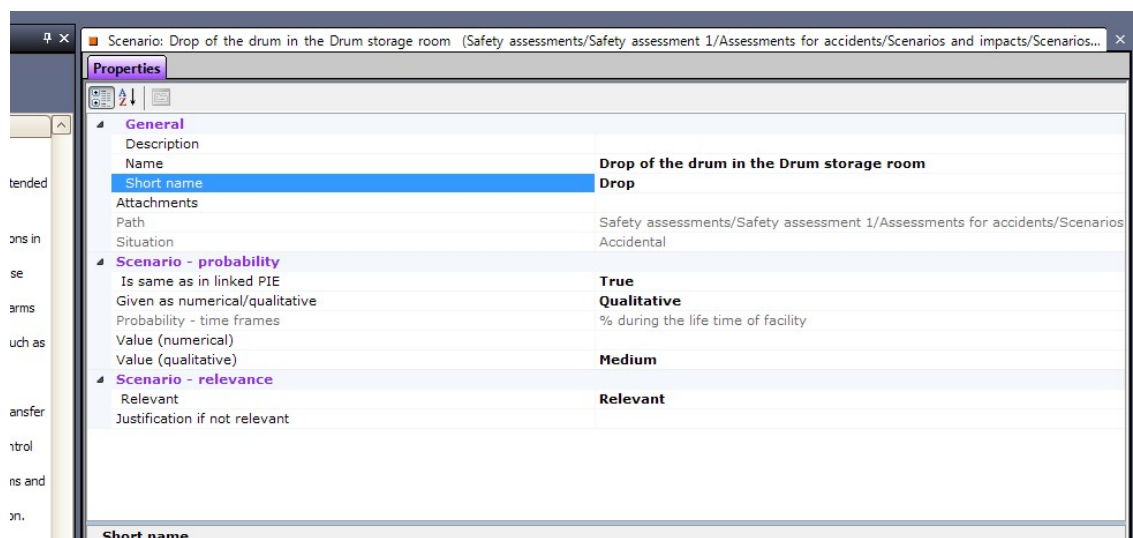 Scenario: Drop of the drum in the Drum storage room (Safety assessments/Safety assessment 1/Assessments for accidents/Scenarios and impacts/Scenarios...
Properties
General
Description
Name Drop of the drum in the Drum storage room
Short name Drop
Attachments
Path Safety assessments/Safety assessment 1/Assessments for accidents/Scenarios
Situation Accidental
Scenario - probability
Is same as in linked PIE True
Given as numerical/qualitative Qualitative
Probability - time frames % during the life time of facility
Value (numerical)
Value (qualitative) Medium
Scenario - relevance
Relevant Relevant
Justification if not relevant
Short name
tended
ons in
se
arms
uch as
ansfer
ntrol
ns and
on.